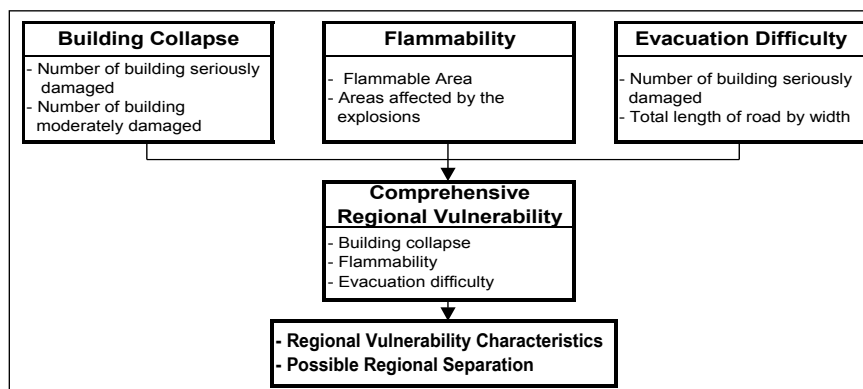 Building Collapse
- Number of building seriously
damaged
- Number of building
moderately damaged
Flammability
- Flammable Area
- Areas affected by the
explosions
Evacuation Difficulty
- Number of building seriously
damaged
- Total length of road by width
Comprehensive
Regional Vulnerability
- Building collapse
- Flammability
- Evacuation difficulty
- Regional Vulnerability Characteristics
- Possible Regional Separation